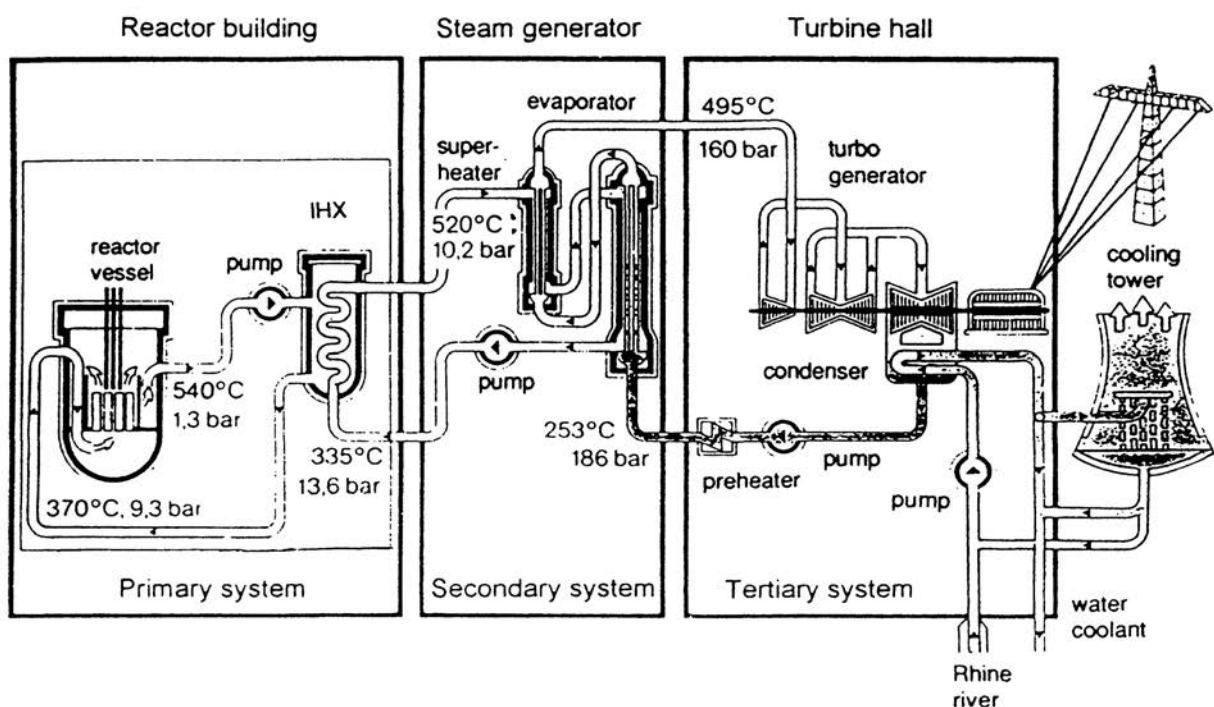 Reactor building
Steam generator
Turbine hall
evaporator
super-
heater
495°C
160 bar
turbo
generator
IHX
520°C
10,2 bar
reactor
vessel
pump
cooling
tower
540°C
1,3 bar
pump
condenser
335°C
13,6 bar
253°C
186 bar
preheater
pump
pump
370°C, 9,3 bar
Primary system
Secondary system
Tertiary system
water
coolant
Rhine
river